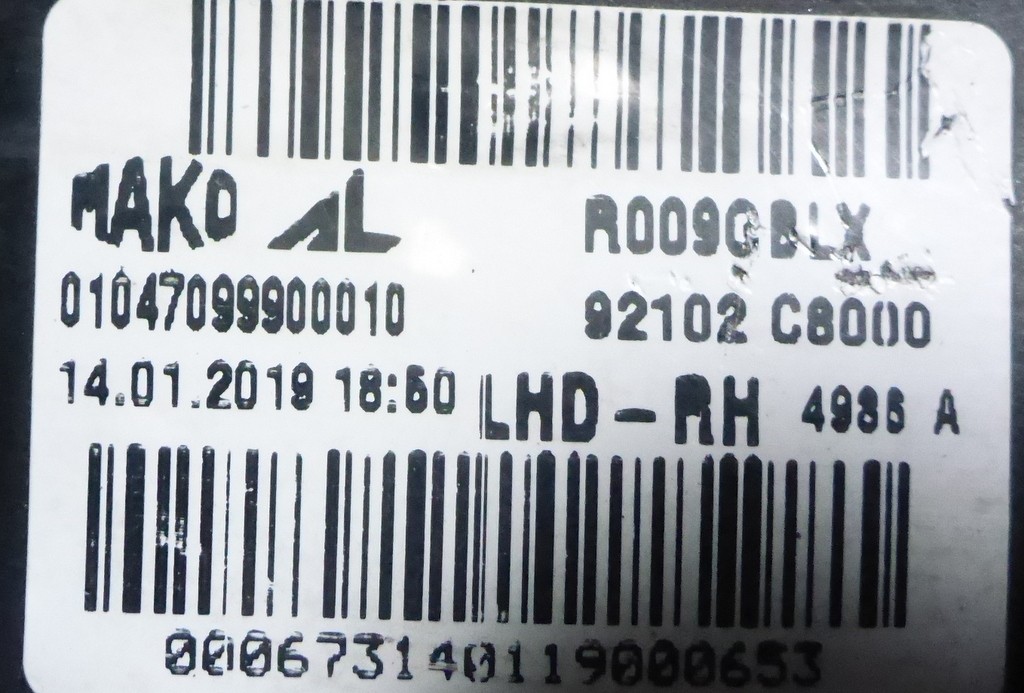 MAKO AL R0090BLX
01047099900010 92102 C8000
14.01.2019 18:50 LHD-RH 4986 A
000673140119000653